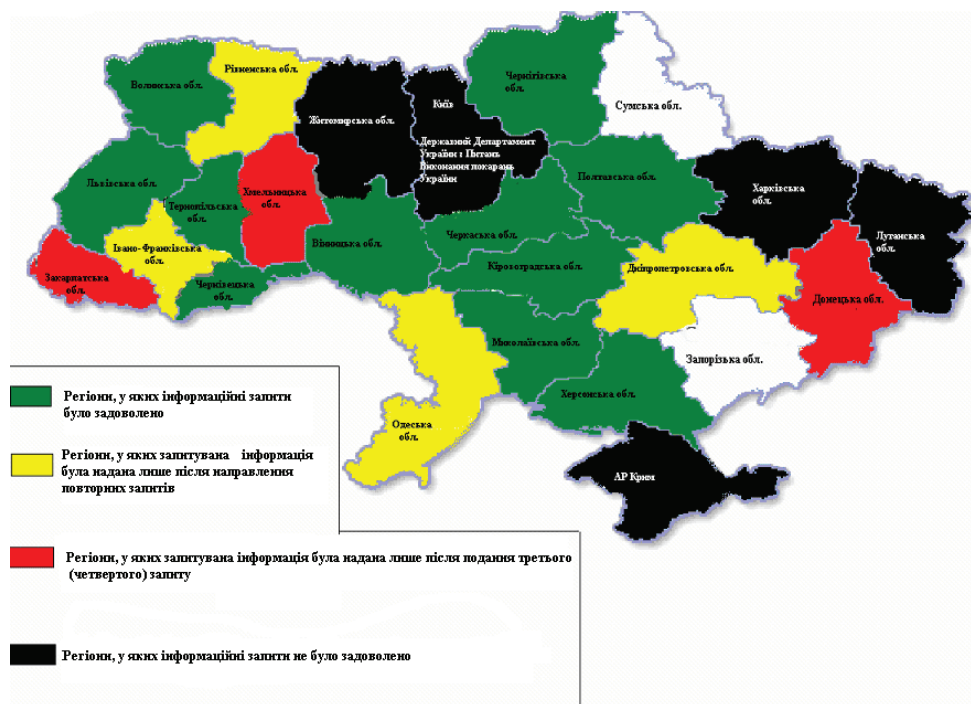 Волинська обл.
Рівненська
обл.
Житомирська обл.
Київ
Державний Департамент
України з Питань
Виконання покарань
України
Чернігівська
обл.
Сумська обл.
Львівська обл.
Тернопільська
обл.
Хмельницька
обл.
Вінницька обл.
Черкаська обл.
Полтавська обл.
Харківська
обл.
Луганська
обл.
Закарпатська
обл.
Івано-Франківська
обл.
Чернівецька
обл.
Кіровоградська обл.
Дніпропетровська обл.
Донецька обл.
Миколаївська обл.
Запорізька обл.
Херсонська обл.
Одеська
обл.
АР Крим
Регіони, у яких інформаційні запити
було задоволено
Регіони, у яких запитувана інформація
була надана лише після направлення
повторних запитів
Регіони, у яких запитувана інформація була надана лише після подання третього
(четвертого) запиту
Регіони, у яких інформаційні запити не було задоволено